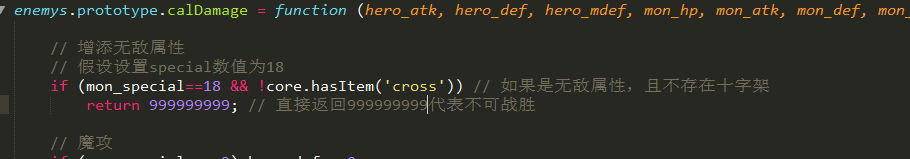 enemys.prototype.calDamage = function (hero_atk, hero_def, hero_mdef, mon_hp, mon_atk, mon_def, mon_
// 增添无敌属性
// 假设设置special数值为18
if (mon_special==18 && !core.hasItem('cross')) // 如果是无敌属性，且不存在十字架
return 999999999; // 直接返回999999999代表不可战胜
// 魔攻